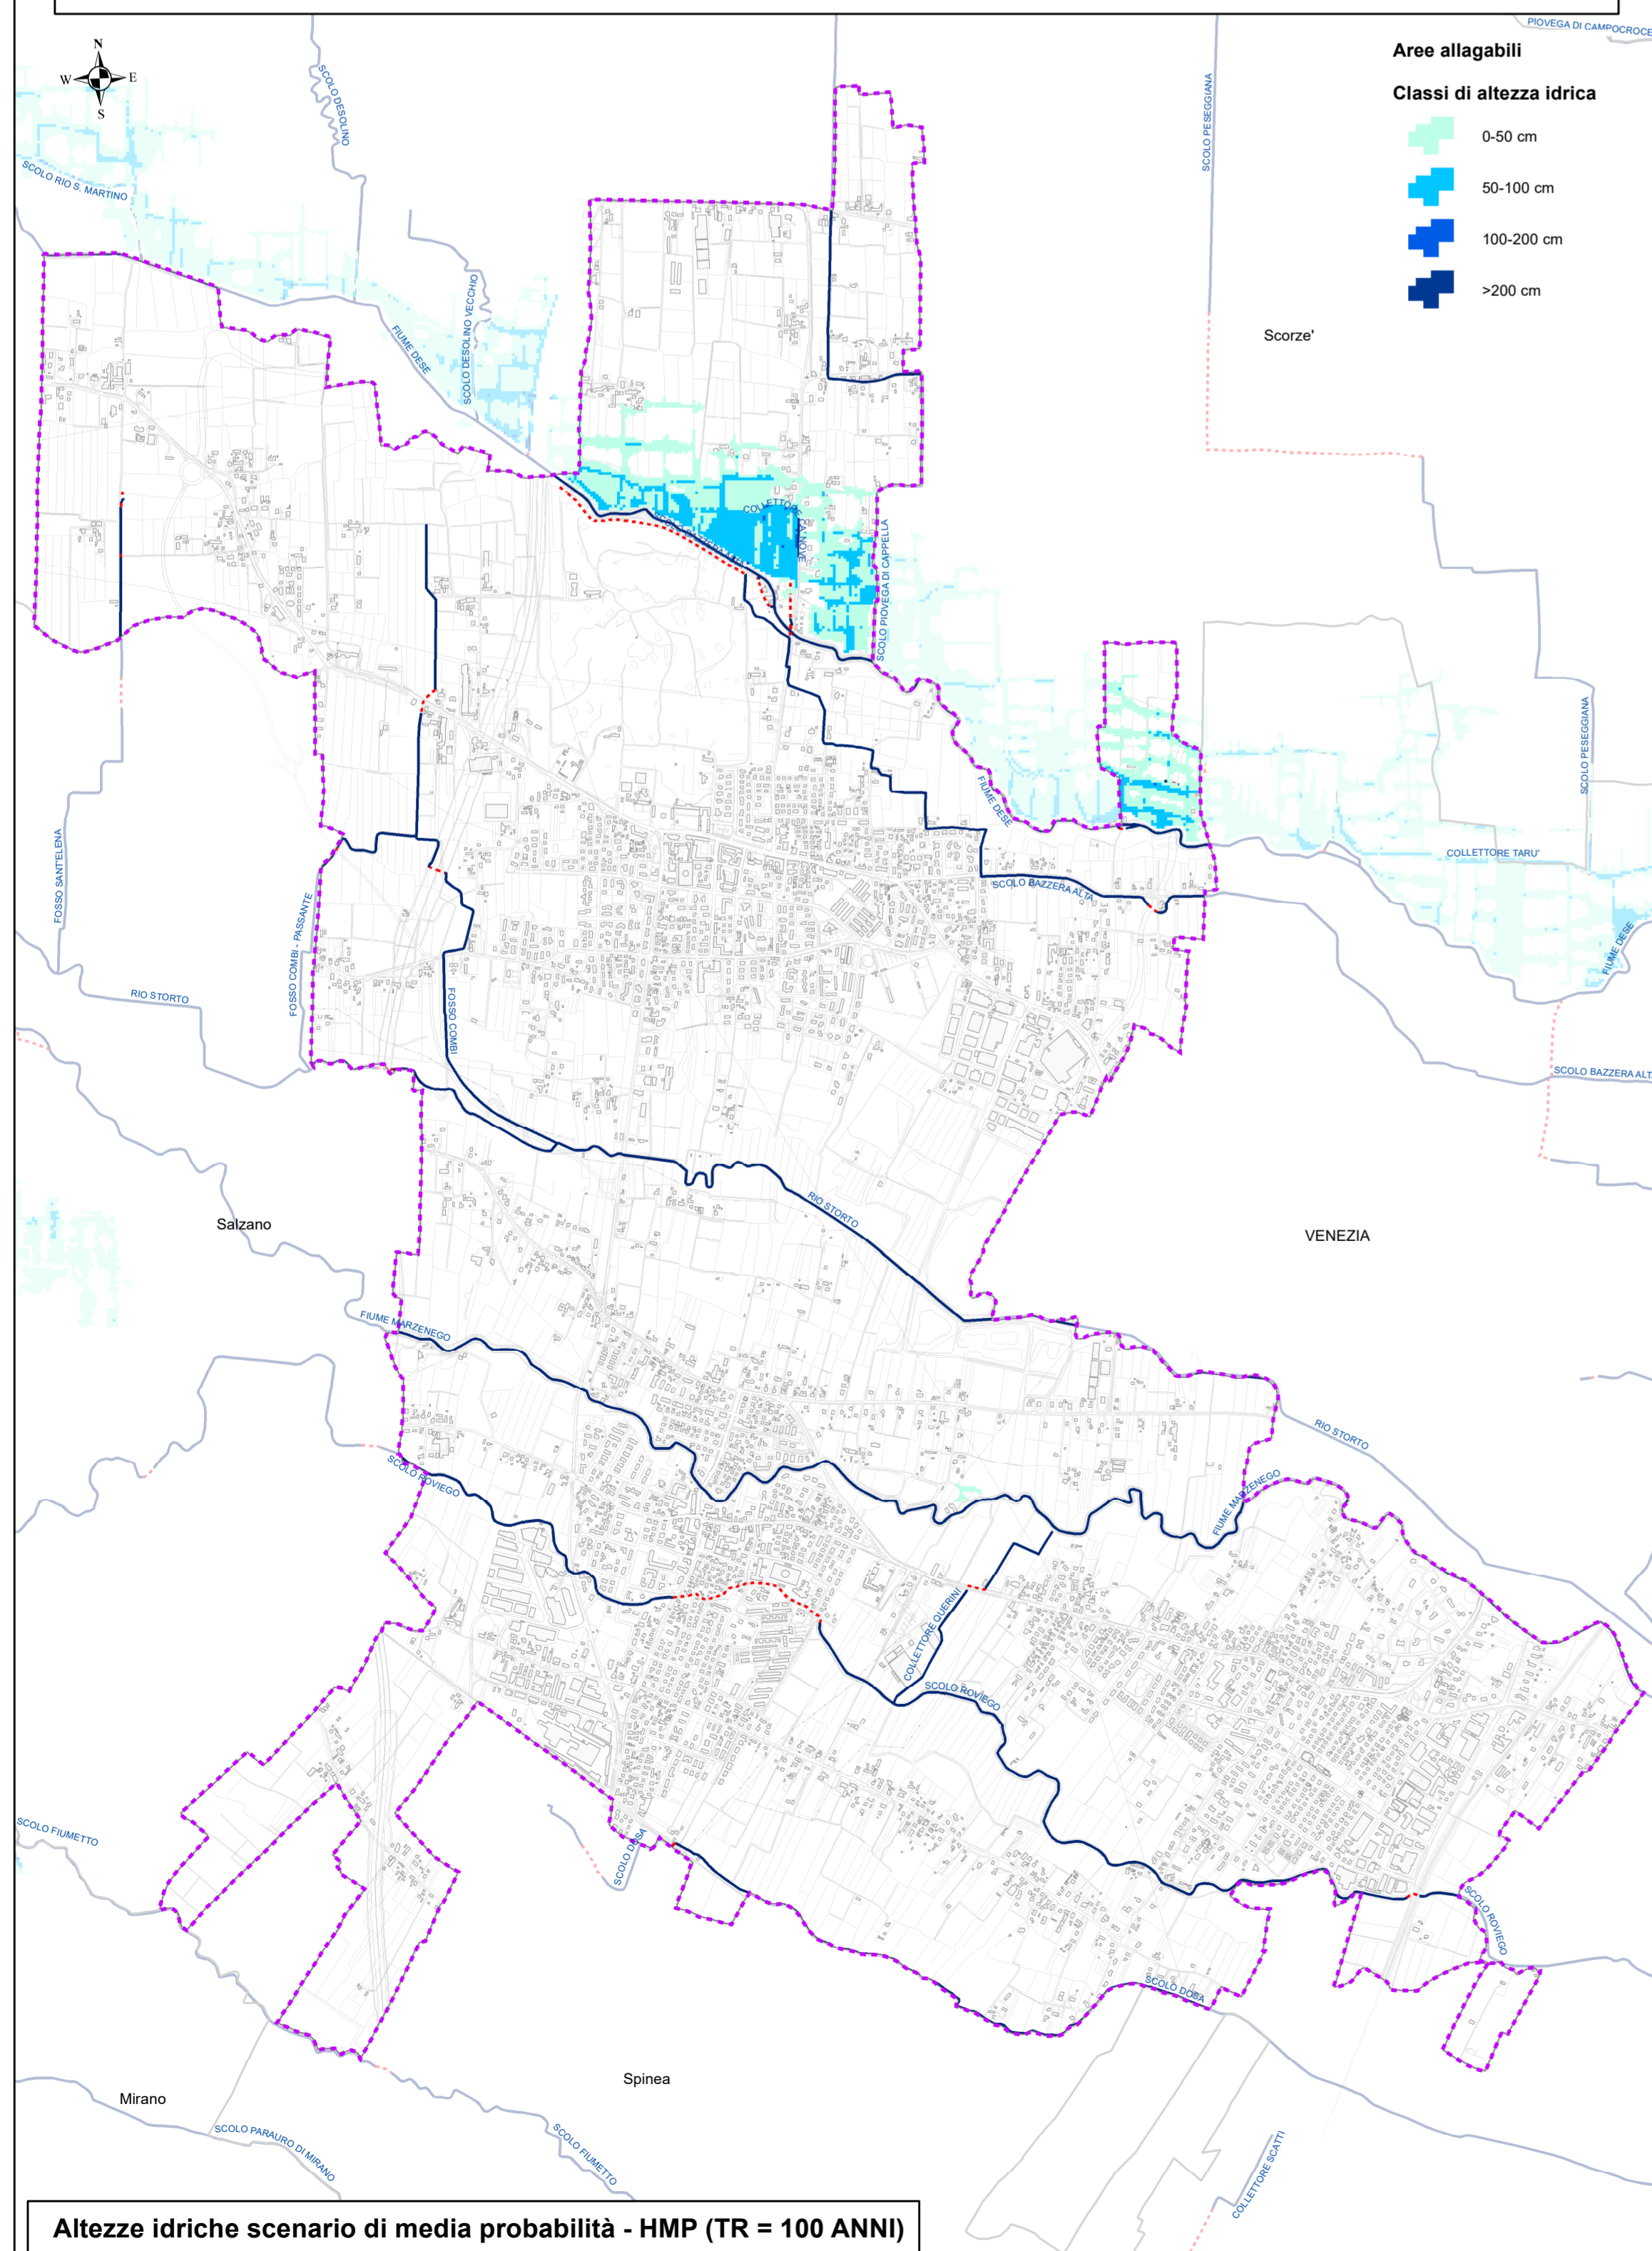 PIOVEGA DI CAMPOCROCE
N
W
E
S
Aree allagabili
Classi di altezza idrica
0-50 cm
50-100 cm
100-200 cm
>200 cm
SCOLO DESOLINO
SCOLO PESEGGIANA
SCOLO RIO S. MARTINO
Scorze'
FIUME DESE
SCOLO DESOLINO VECCHIO
COLLETTORE
CA' NOVE
SCOLO PIOVEGA DI CAPPELLA
SCOLO PESEGGIANA
FIUME DESE
COLLETTORE TARU'
FOSSO SANT'ELENA
SCOLO BAZZERA ALTA
FIUME DESE
FOSSO COMBI - PASSANTE
RIO STORTO
FOSSO COMBI
SCOLO BAZZERA ALT
RIO STORTO
Salzano
VENEZIA
FIUME MARZENEGO
RIO STORTO
SCOLO ROVIEGO
FIUME MARZENEGO
COLLETTORE QUERINI
SCOLO ROVIEGO
SCOLO FIUMETTO
SCOLO DOSA
SCOLO ROVIEGO
SCOLO DOSA
Spinea
Mirano
SCOLO PARAURO DI MIRANO
SCOLO FIUMETTO
COLLETTORE SCATTI
Altezze idriche scenario di media probabilità - HMP (TR = 100 ANNI)